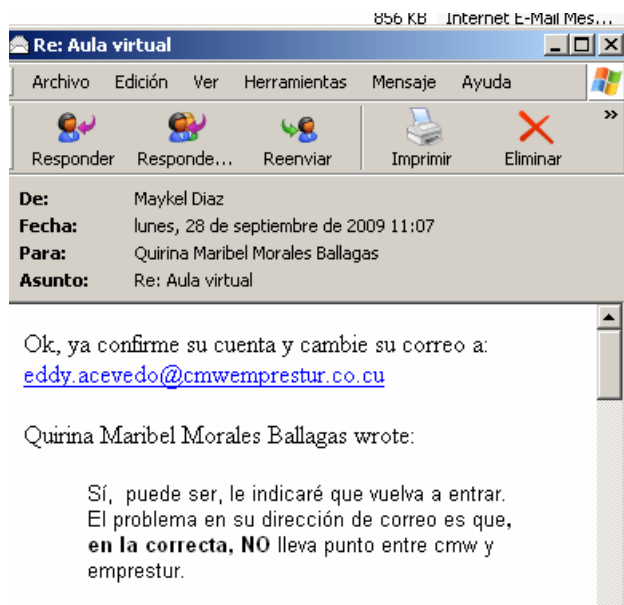 856 KB Internet E-Mail Mes...
Re: Aula virtual
Archivo Edición Ver Herramientas Mensaje Ayuda
»
Responder Responde... Reenviar Imprimir Eliminar
De: Maykel Diaz
Fecha: lunes, 28 de septiembre de 2009 11:07
Para: Quirina Maribel Morales Ballagas
Asunto: Re: Aula virtual
Ok, ya confirme su cuenta y cambie su correo a:
eddy.acevedo@cmwemprestur.co.cu
Quirina Maribel Morales Ballagas wrote:
Sí, puede ser, le indicaré que vuelva a entrar.
El problema en su dirección de correo es que,
en la correcta, NO lleva punto entre cmw y
emprestur.